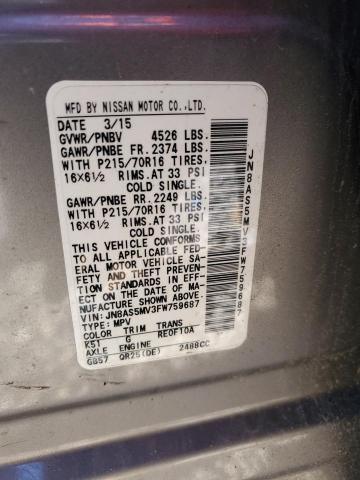 MFD BY NISSAN MOTOR CO.,LTD.
DATE 3/15
GVWR/PNBV 4526 LBS.
GAWR/PNBE FR. 2374 LBS.
WITH P215/70R16 TIRES,
16X6½ RIMS.AT 33 PSI
COLD SINGLE.
GAWR/PNBE RR. 2249 LBS.
WITH P215/70R16 TIRES,
16X6½ RIMS.AT 33 PSI
COLD SINGLE.
THIS VEHICLE CONFORMS
TO ALL APPLICABLE FED-
ERAL MOTOR VEHICLE SA-
FETY AND THEFT PREVEN-
TION STANDARDS IN EFF-
ECT ON THE DATE OF MA-
NUFACTURE SHOWN ABOVE.
VIN: JN8AS5MV3FW759687
TYPE: MPV
COLOR TRIM TRANS
K51 G RE0F10A
AXLE ENGINE
GB57 QR25(DE) 2488CC
JN8AS5MV3FW759687